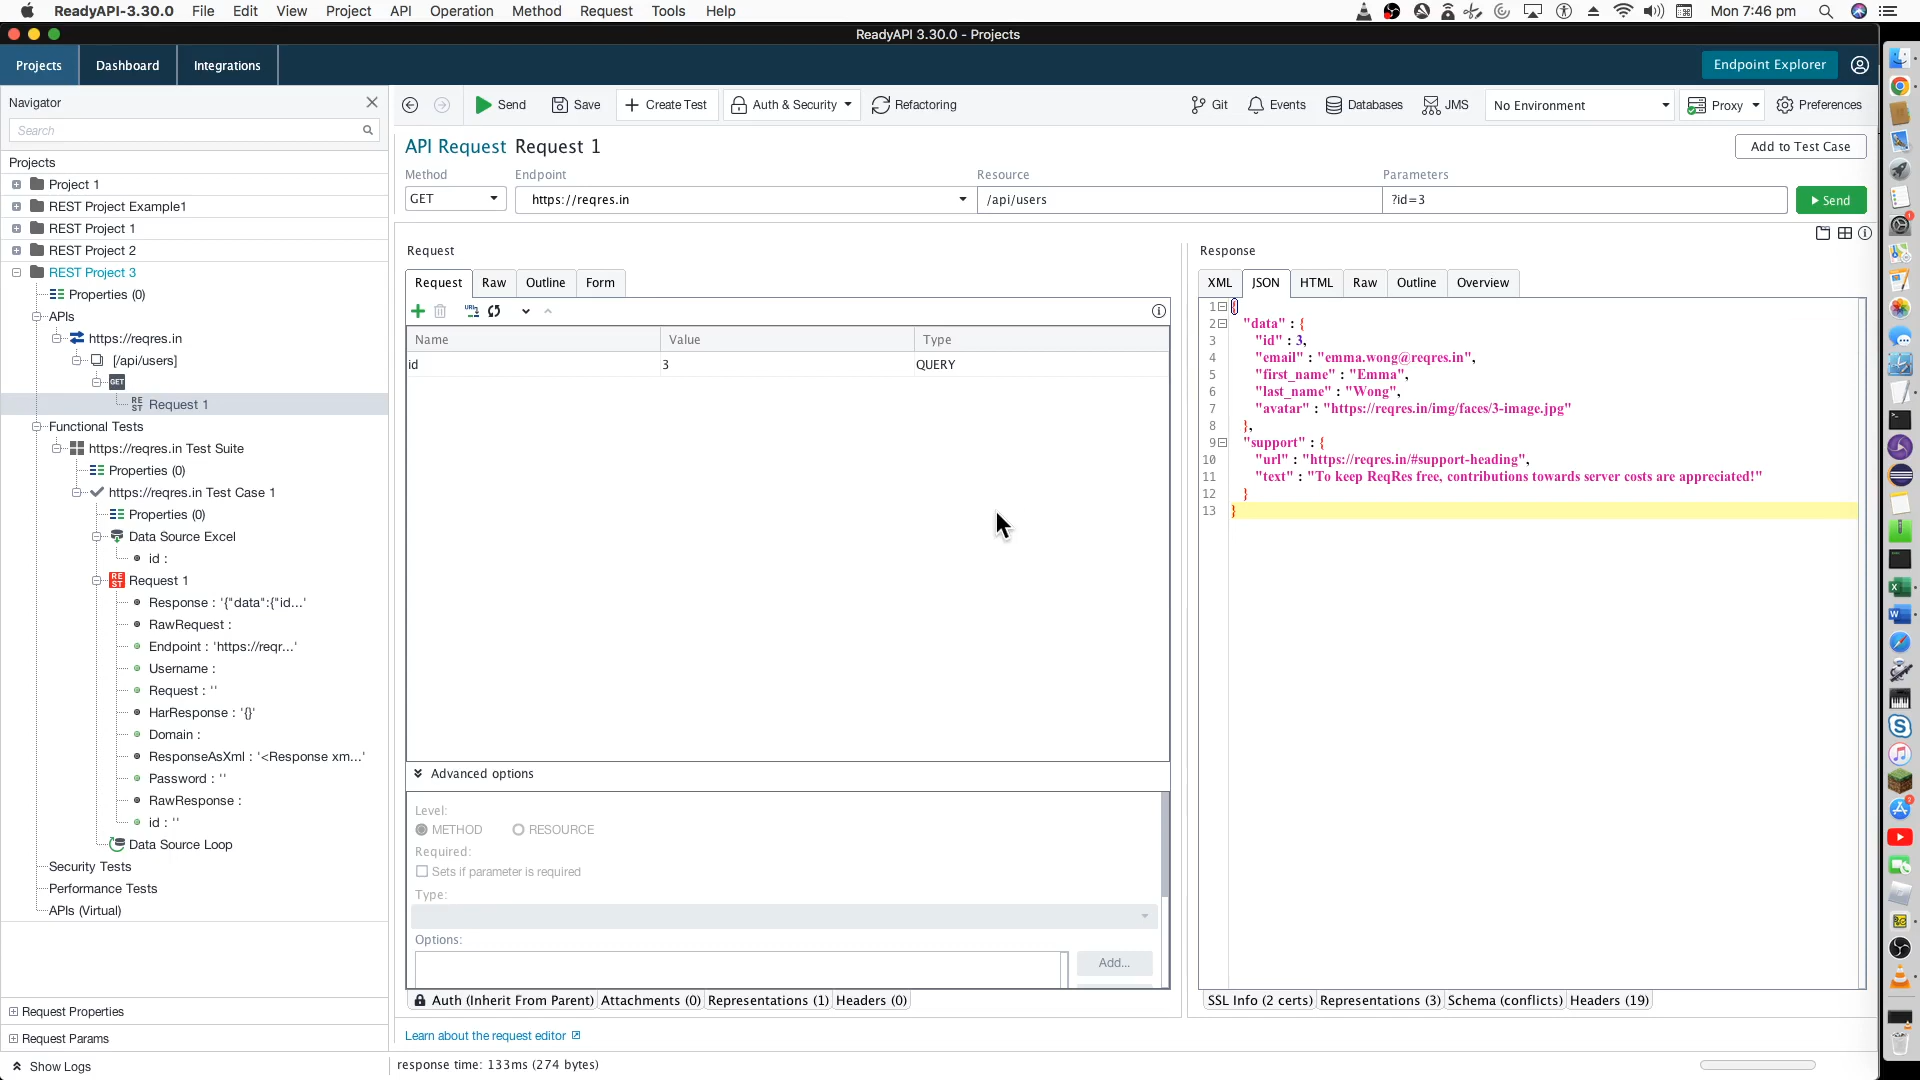 ReadyAPI-3.30.0 File Edit View Project API Operation Method Request Tools Help Mon 7:46 pm
ReadyAPI 3.30.0 - Projects
Projects Dashboard Integrations Endpoint Explorer
Navigator
Search
Projects
Project 1
REST Project Example1
REST Project 1
REST Project 2
REST Project 3
Properties (0)
APIs
https://reqres.in
[/api/users]
GET
REST Request 1
Functional Tests
https://reqres.in Test Suite
Properties (0)
https://reqres.in Test Case 1
Properties (0)
Data Source Excel
id :
REST Request 1
Response : '{"data":{"id...'
RawRequest :
Endpoint : 'https://reqr...'
Username :
Request : ''
HarResponse : '{}'
Domain :
ResponseAsXml : '<Response xm...'
Password : ''
RawResponse :
id : ''
Data Source Loop
Security Tests
Performance Tests
APIs (Virtual)
Request Properties
Request Params
Show Logs
Send Save Create Test Auth & Security Refactoring Git Events Databases JMS No Environment Proxy Preferences
API Request Request 1 Add to Test Case
Method Endpoint Resource Parameters
GET https://reqres.in /api/users ?id=3 Send
Request
Request Raw Outline Form
Name Value Type
id 3 QUERY
Advanced options
Level:
METHOD RESOURCE
Required:
Sets if parameter is required
Type:
Options:
Add...
Auth (Inherit From Parent) Attachments (0) Representations (1) Headers (0)
Learn about the request editor
response time: 133ms (274 bytes)
Response
XML JSON HTML Raw Outline Overview
1 {
2 "data" : {
3 "id" : 3,
4 "email" : "emma.wong@reqres.in",
5 "first_name" : "Emma",
6 "last_name" : "Wong",
7 "avatar" : "https://reqres.in/img/faces/3-image.jpg"
8 },
9 "support" : {
10 "url" : "https://reqres.in/#support-heading",
11 "text" : "To keep ReqRes free, contributions towards server costs are appreciated!"
12 }
13 }
SSL Info (2 certs) Representations (3) Schema (conflicts) Headers (19)